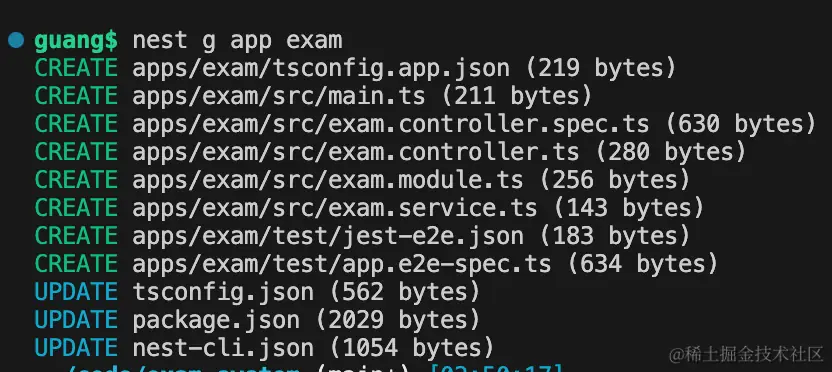 guang$ nest g app exam
CREATE apps/exam/tsconfig.app.json (219 bytes)
CREATE apps/exam/src/main.ts (211 bytes)
CREATE apps/exam/src/exam.controller.spec.ts (630 bytes)
CREATE apps/exam/src/exam.controller.ts (280 bytes)
CREATE apps/exam/src/exam.module.ts (256 bytes)
CREATE apps/exam/src/exam.service.ts (143 bytes)
CREATE apps/exam/test/jest-e2e.json (183 bytes)
CREATE apps/exam/test/app.e2e-spec.ts (634 bytes)
UPDATE tsconfig.json (562 bytes)
UPDATE package.json (2029 bytes)
UPDATE nest-cli.json (1054 bytes)
@稀土掘金技术社区